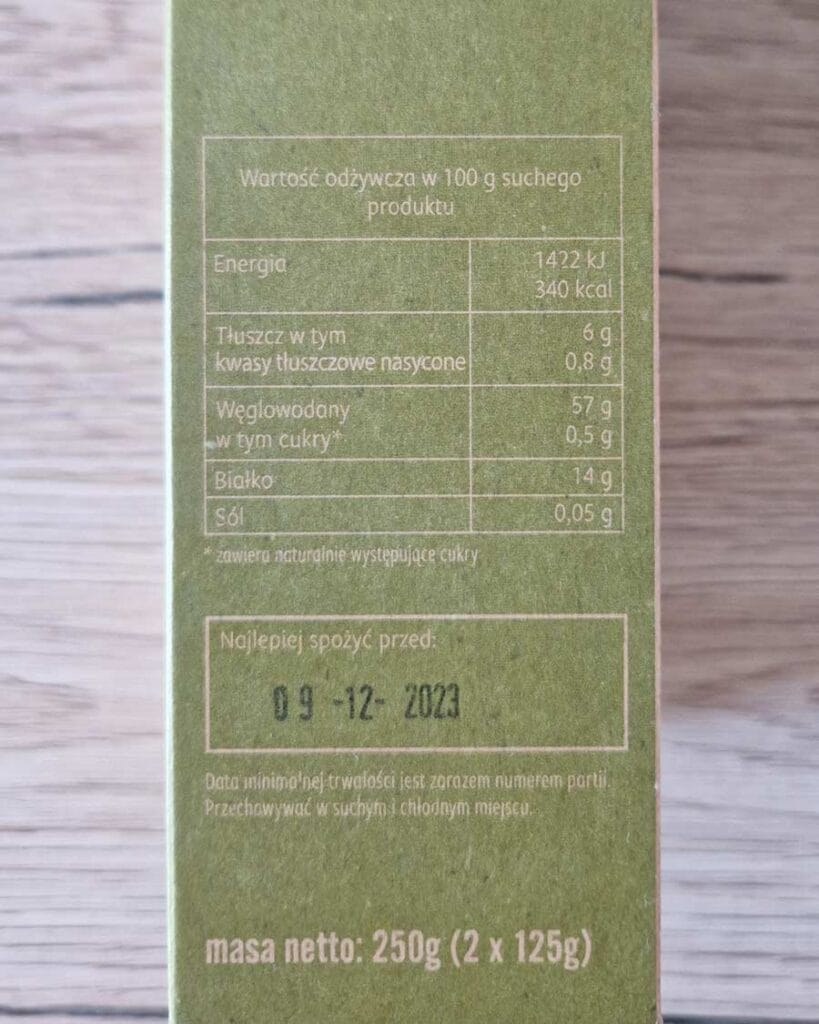 Wartość odżywcza w 100 g suchego
produktu
Energia 1422 kJ
340 kcal
Tłuszcz w tym 6 g
kwasy tłuszczowe nasycone 0,8 g
Węglowodany 57 g
w tym cukry* 0,5 g
Białko 14 g
Sól 0,05 g
* zawiera naturalnie występujące cukry
Najlepiej spożyć przed:
09 -12- 2023
Data minimalnej trwałości jest zarazem numerem partii.
Przechowywać w suchym i chłodnym miejscu.
masa netto: 250g (2 x 125g)